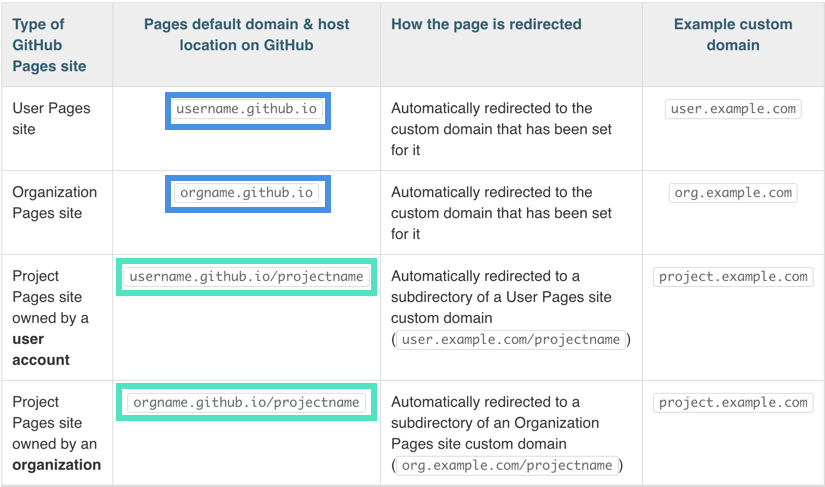 Type of
GitHub
Pages site
Pages default domain & host
location on GitHub
How the page is redirected
Example custom
domain
User Pages
site
username.github.io
Automatically redirected to the
custom domain that has been set
for it
user.example.com
Organization
Pages site
orgname.github.io
Automatically redirected to the
custom domain that has been set
for it
org.example.com
Project
Pages site
owned by a
user
account
username.github.io/projectname
Automatically redirected to a
subdirectory of a User Pages site
custom domain
(user.example.com/projectname)
project.example.com
Project
Pages site
owned by an
organization
orgname.github.io/projectname
Automatically redirected to a
subdirectory of an Organization
Pages site custom domain
(org.example.com/projectname)
project.example.com